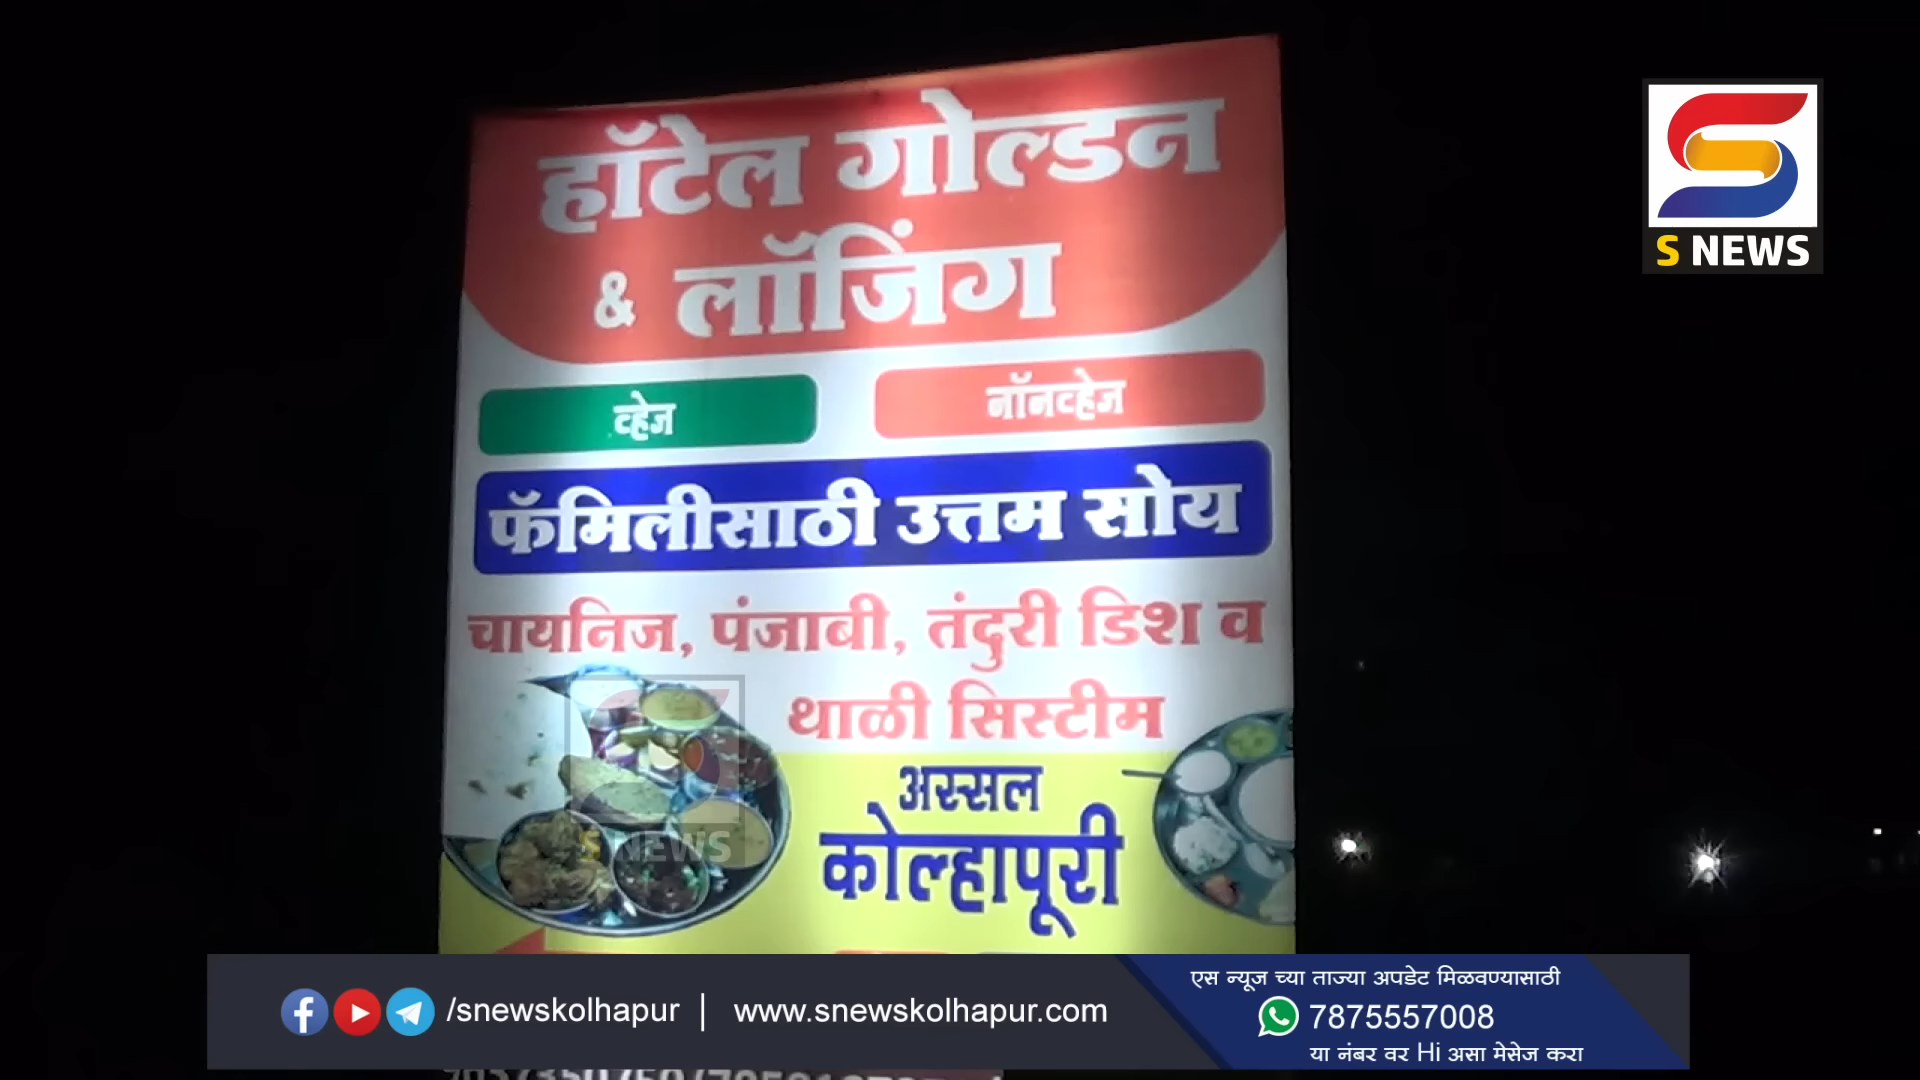 हॉटेल गोल्डन
& लॉजिंग
व्हेज
नॉनव्हेज
फॅमिलीसाठी उत्तम सोय
चायनिज, पंजाबी, तंदुरी डिश व
थाळी सिस्टीम
अस्सल
कोल्हापूरी
S NEWS
S NEWS
/snewskolhapur | www.snewskolhapur.com
एस न्यूज च्या ताज्या अपडेट मिळवण्यासाठी
7875557008
या नंबर वर Hi असा मेसेज करा